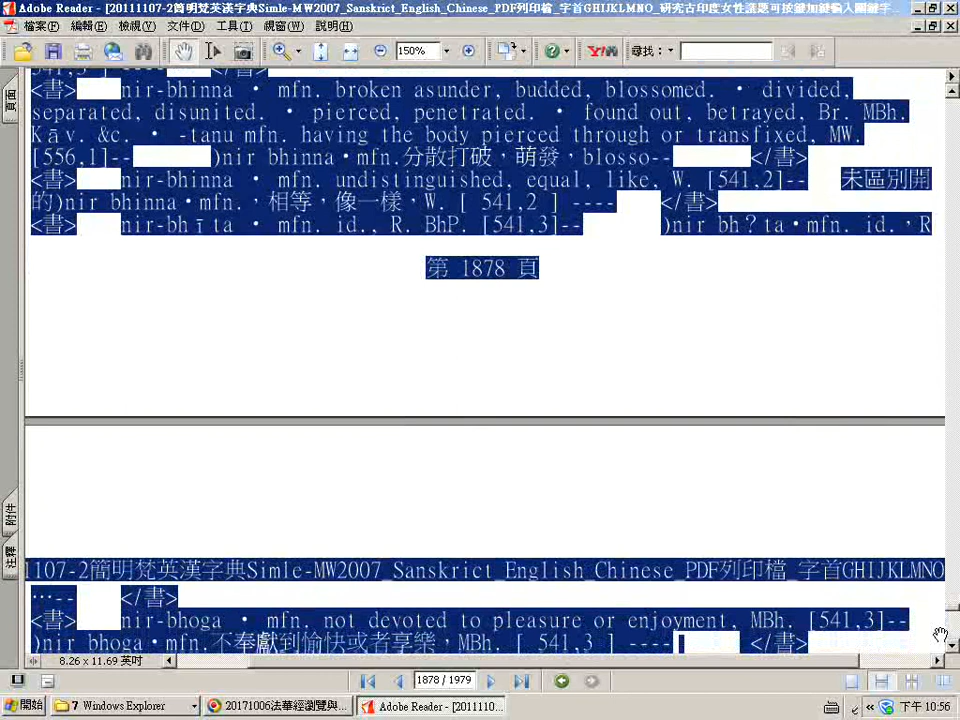 Adobe Reader - [20111107-2簡明梵英漢字典Simle-MW2007_Sanskrict_English_Chinese_PDF列印檔_字首GHIJKLMNO_研究古印度女性議題可按鍵加鍵輸入關鍵字
檔案(F) 編輯(E) 檢視(V) 文件(D) 工具(T) 視窗(W) 說明(H)
150% Y! 尋找:
頁面
541,3 ] ---- </書>
<書> nir-bhinna • mfn. broken asunder, budded, blossomed. • divided,
separated, disunited. • pierced, penetrated. • found out, betrayed, Br. MBh.
Kāv. &c. • -tanu mfn. having the body pierced through or transfixed, MW.
[556,1]-- )nir bhinna•mfn.分散打破，萌發，blosso-- </書>
<書> nir-bhinna • mfn. undistinguished, equal, like, W. [541,2]-- 未區別開
的)nir bhinna•mfn.，相等，像一樣，W. [ 541,2 ] ---- </書>
<書> nir-bhīta • mfn. id., R. BhP. [541,3]-- )nir bh？ta•mfn. id.，R
第 1878 頁
附件
注釋
1107-2簡明梵英漢字典Simle-MW2007_Sanskrict_English_Chinese_PDF列印檔_字首GHIJKLMNO
…-- </書>
<書> nir-bhoga • mfn. not devoted to pleasure or enjoyment, MBh. [541,3]--
)nir bhoga•mfn.不奉獻到愉快或者享樂，MBh. [ 541,3 ] ---- </書>
8.26 x 11.69 英吋
1878 / 1979
開始 7 Windows Explorer 20171006法華經瀏覽與... Adobe Reader - [2011110... 下午 10:56